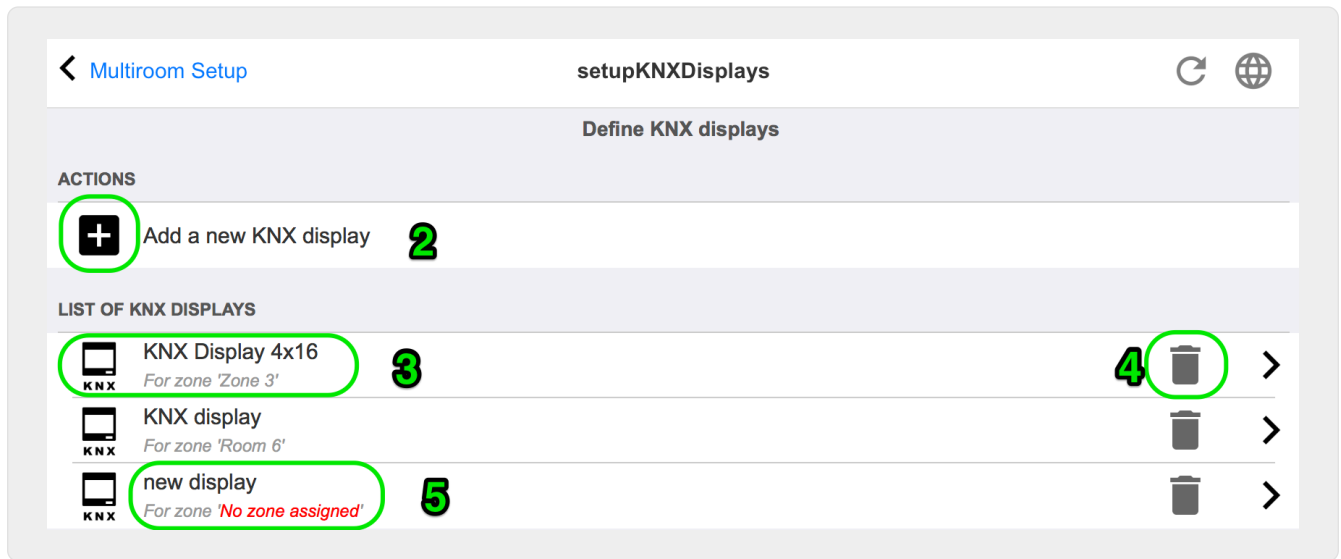 Multiroom Setup setupKNXDisplays
Define KNX displays
ACTIONS
Add a new KNX display 2
LIST OF KNX DISPLAYS
KNX Display 4x16
KNX For zone 'Zone 3' 3 4
KNX display
KNX For zone 'Room 6'
new display
KNX For zone 'No zone assigned' 5